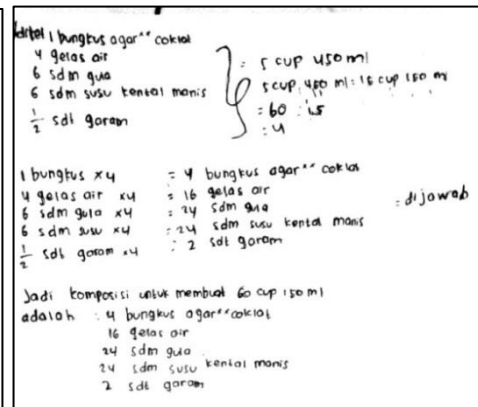 diket 1 bungkus agar" coklat
4 gelas air
6 sdm gula
6 sdm susu kental manis
1/2 sdt garam
= 5 cup 450 ml
5 cup 450 ml = 15 cup 150 m
= 60 : 15
= 4
1 bungkus x4 = 4 bungkus agar" coklat
4 gelas air x4 = 16 gelas air
6 sdm gula x4 = 24 sdm gula
6 sdm susu x4 = 24 sdm susu kental manis
1/2 sdt garam x4 = 2 sdt garam
= dijawab
Jadi komposisi untuk membuat 60 cup 150 ml
adalah : 4 bungkus agar" coklat
16 gelas air
24 sdm gula
24 sdm susu kental manis
2 sdt garam